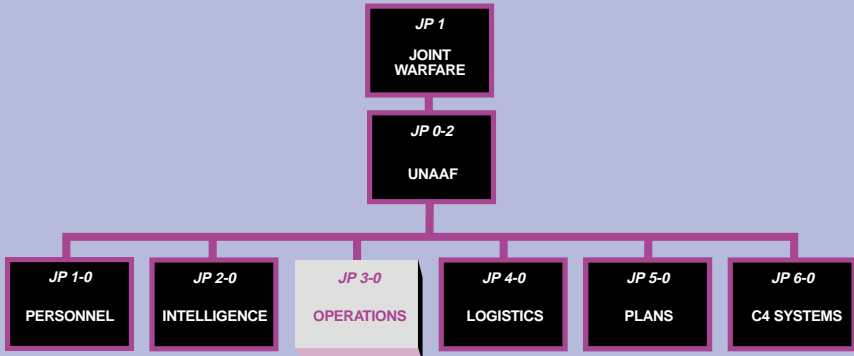 JP 1
JOINT
WARFARE
JP 0-2
UNAAF
JP 1-0
PERSONNEL
JP 2-0
INTELLIGENCE
JP 3-0
OPERATIONS
JP 4-0
LOGISTICS
JP 5-0
PLANS
JP 6-0
C4 SYSTEMS